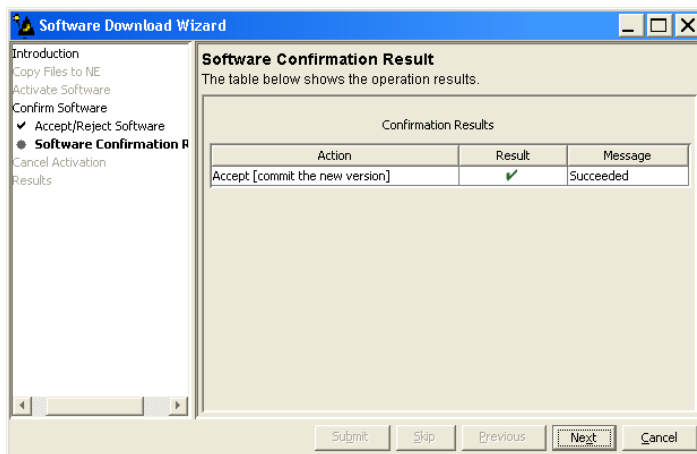 Software Download Wizard
Introduction
Copy Files to NE
Activate Software
Confirm Software
Accept/Reject Software
Software Confirmation R
Cancel Activation
Results
Software Confirmation Result
The table below shows the operation results.
Confirmation Results
Action Result Message
Accept [commit the new version] Succeeded
Submit Skip Previous Next Cancel